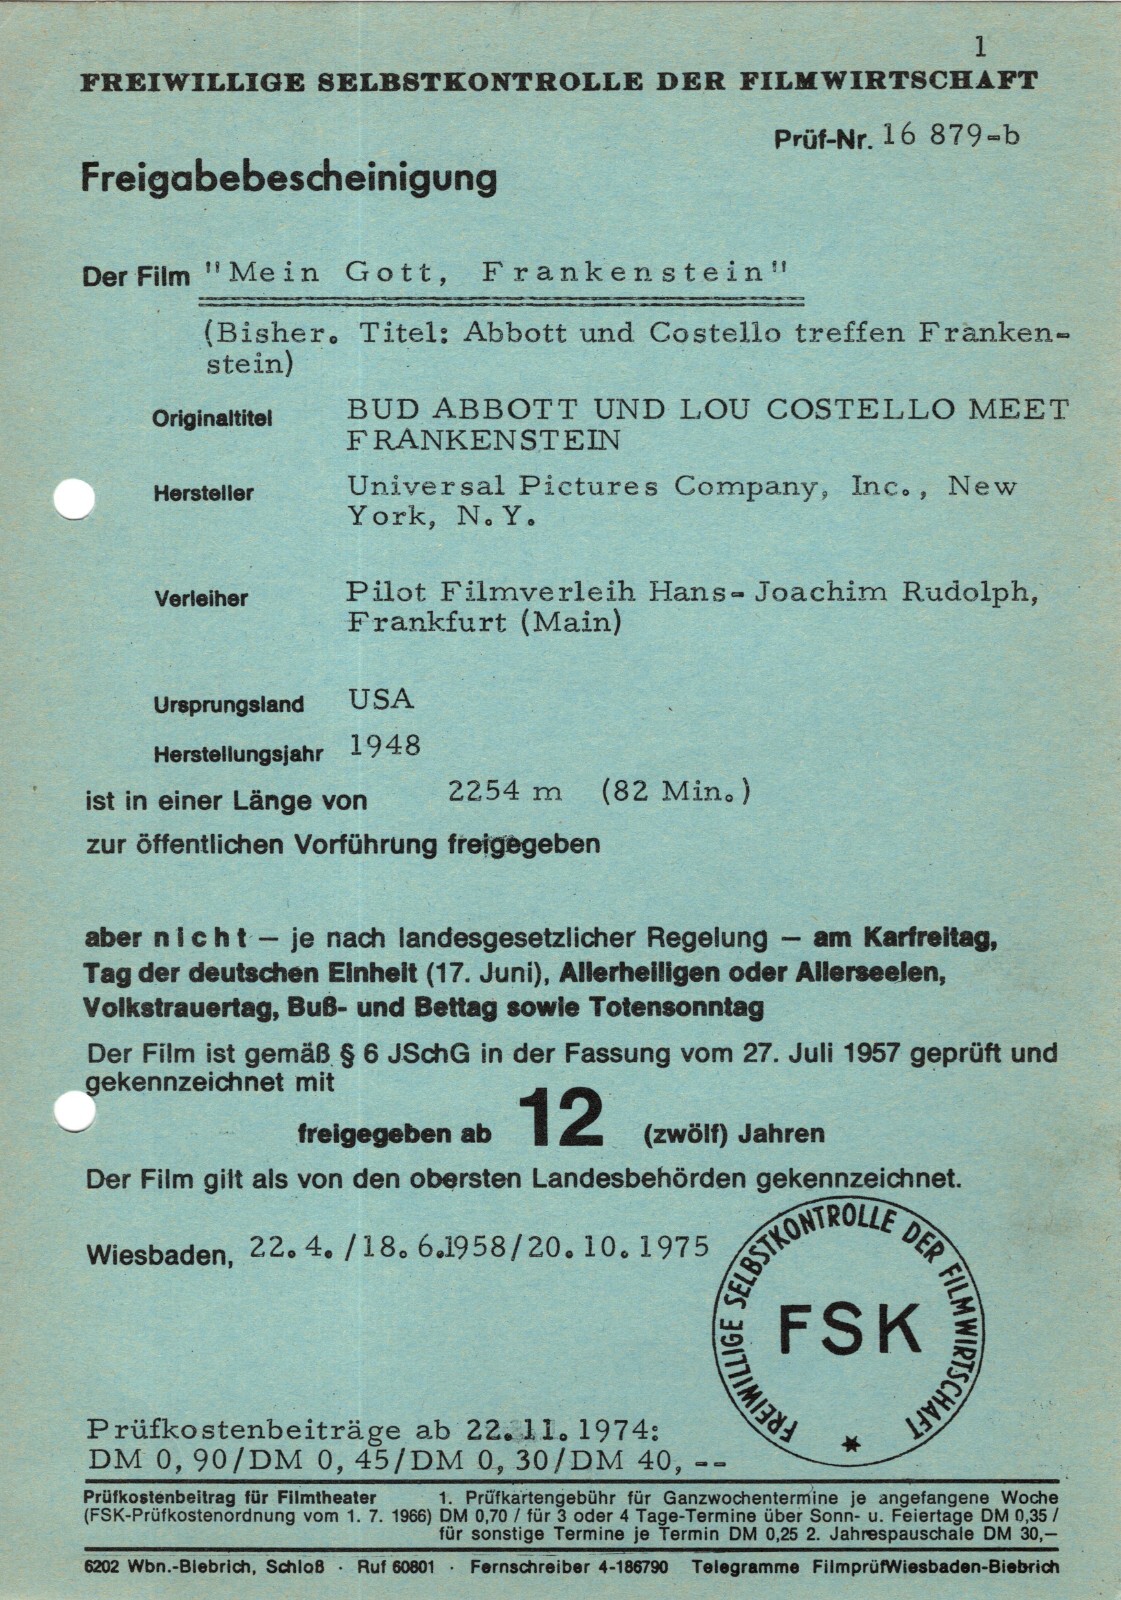 1
FREIWILLIGE SELBSTKONTROLLE DER FILMWIRTSCHAFT
Prüf-Nr. 16 879-b
Freigabebescheinigung
Der Film "Mein Gott, Frankenstein"
(Bisher. Titel: Abbott und Costello treffen Franken-
stein)
Originaltitel BUD ABBOTT UND LOU COSTELLO MEET
FRANKENSTEIN
Hersteller Universal Pictures Company, Inc., New
York, N.Y.
Verleiher Pilot Filmverleih Hans-Joachim Rudolph,
Frankfurt (Main)
Ursprungsland USA
Herstellungsjahr 1948
ist in einer Länge von 2254 m (82 Min.)
zur öffentlichen Vorführung freigegeben
aber nicht — je nach landesgesetzlicher Regelung — am Karfreitag,
Tag der deutschen Einheit (17. Juni), Allerheiligen oder Allerseelen,
Volkstrauertag, Buß- und Bettag sowie Totensonntag
Der Film ist gemäß § 6 JSchG in der Fassung vom 27. Juli 1957 geprüft und
gekennzeichnet mit
freigegeben ab 12 (zwölf) Jahren
Der Film gilt als von den obersten Landesbehörden gekennzeichnet.
Wiesbaden, 22.4./18.6.1958/20.10.1975
FREIWILLIGE SELBSTKONTROLLE DER FILMWIRTSCHAFT
FSK
Prüfkostenbeiträge ab 22.11.1974:
DM 0,90/DM 0,45/DM 0,30/DM 40,--
Prüfkostenbeitrag für Filmtheater 1. Prüfkartengebühr für Ganzwochentermine je angefangene Woche
(FSK-Prüfkostenordnung vom 1. 7. 1966) DM 0,70 / für 3 oder 4 Tage-Termine über Sonn- u. Feiertage DM 0,35 /
für sonstige Termine je Termin DM 0,25 2. Jahrespauschale DM 30,—
6202 Wbn.-Biebrich, Schloß · Ruf 60801 · Fernschreiber 4-186790 Telegramme FilmprüfWiesbaden-Biebrich